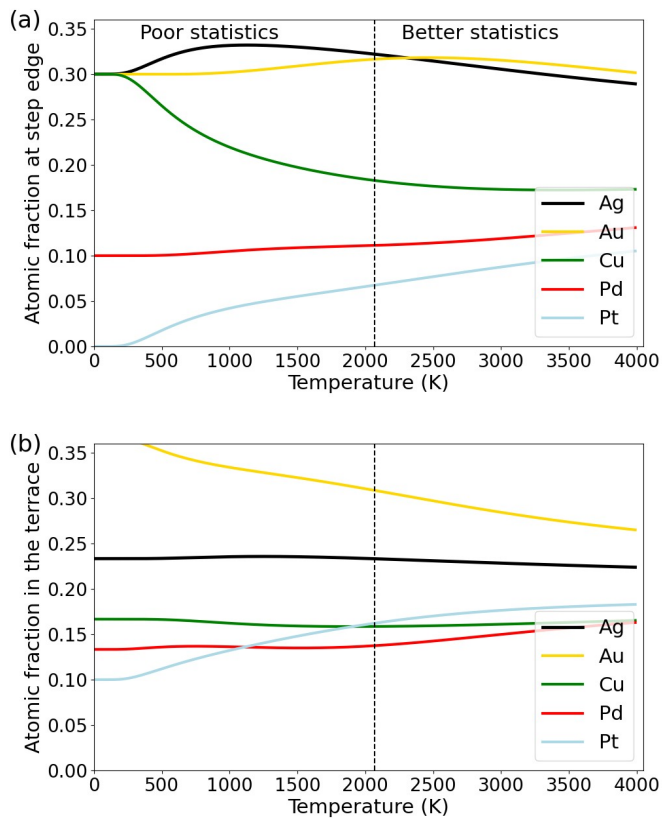 (a)
Poor statistics
Better statistics
Atomic fraction at step edge
0.35
0.30
0.25
0.20
0.15
0.10
0.05
0.00
Ag
Au
Cu
Pd
Pt
0 500 1000 1500 2000 2500 3000 3500 4000
Temperature (K)
(b)
Atomic fraction in the terrace
0.35
0.30
0.25
0.20
0.15
0.10
0.05
0.00
Ag
Au
Cu
Pd
Pt
0 500 1000 1500 2000 2500 3000 3500 4000
Temperature (K)